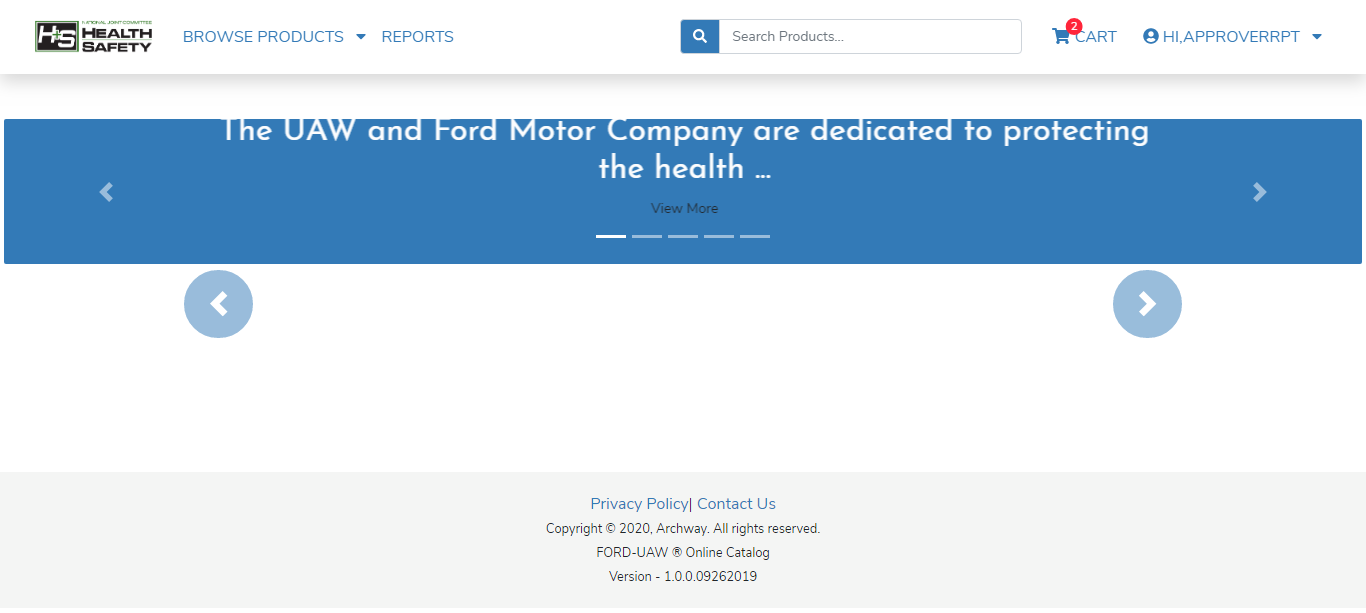 NATIONAL JOINT COMMITTEE
H+S HEALTH
SAFETY
BROWSE PRODUCTS
REPORTS
Search Products...
2
CART
HI,APPROVERRPT
The UAW and Ford Motor Company are dedicated to protecting
the health ...
View More
Privacy Policy| Contact Us
Copyright © 2020, Archway. All rights reserved.
FORD-UAW ® Online Catalog
Version - 1.0.0.09262019